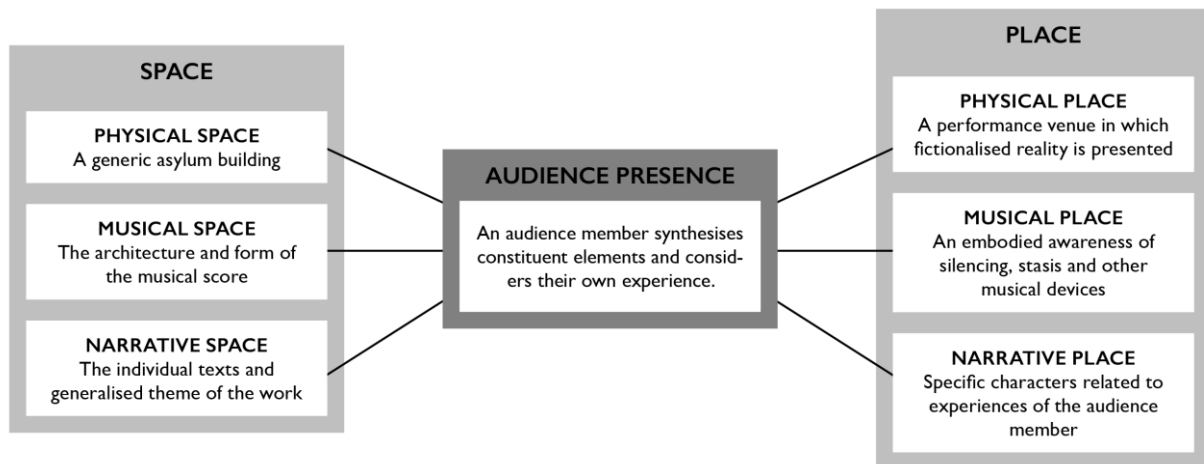 SPACE
PHYSICAL SPACE
A generic asylum building
MUSICAL SPACE
The architecture and form of
the musical score
NARRATIVE SPACE
The individual texts and
generalised theme of the work
AUDIENCE PRESENCE
An audience member synthesises
constituent elements and consid-
ers their own experience.
PLACE
PHYSICAL PLACE
A performance venue in which
fictionalised reality is presented
MUSICAL PLACE
An embodied awareness of
silencing, stasis and other
musical devices
NARRATIVE PLACE
Specific characters related to
experiences of the audience
member